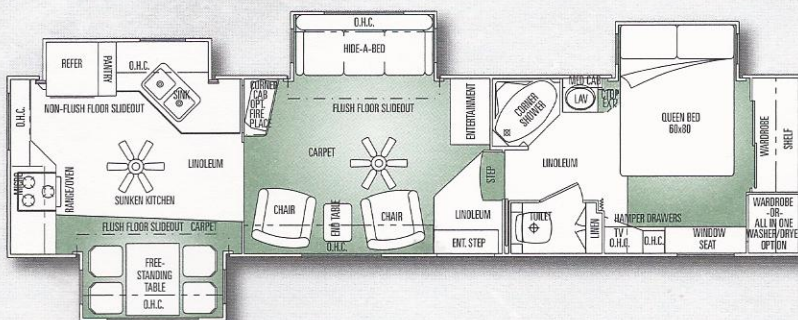 O.H.C.
HIDE-A-BED
REFER
PANTRY
O.H.C.
SINK
NON-FLUSH FLOOR SLIDEOUT
O.H.C.
CORNER
CAB
OPT.
FIRE
PLACE
FLUSH FLOOR SLIDEOUT
ENTERTAINMENT
CARPET
LINOLEUM
SUNKEN KITCHEN
MICRO
RANGE/OVEN
FLUSH FLOOR SLIDEOUT
CARPET
FREE-
STANDING
TABLE
O.H.C.
CHAIR
END TABLE
CHAIR
O.H.C.
STEP
LINOLEUM
ENT. STEP
CORNER
SHOWER
MED CAB
LAV
LINOLEUM
TOILET
LINEN
QUEEN BED
60x80
HAMPER DRAWERS
TV
O.H.C.
O.H.C.
WINDOW
SEAT
WARDROBE
SHELF
WARDROBE
-OR-
ALL IN ONE
WASHER/DRYER
OPTION